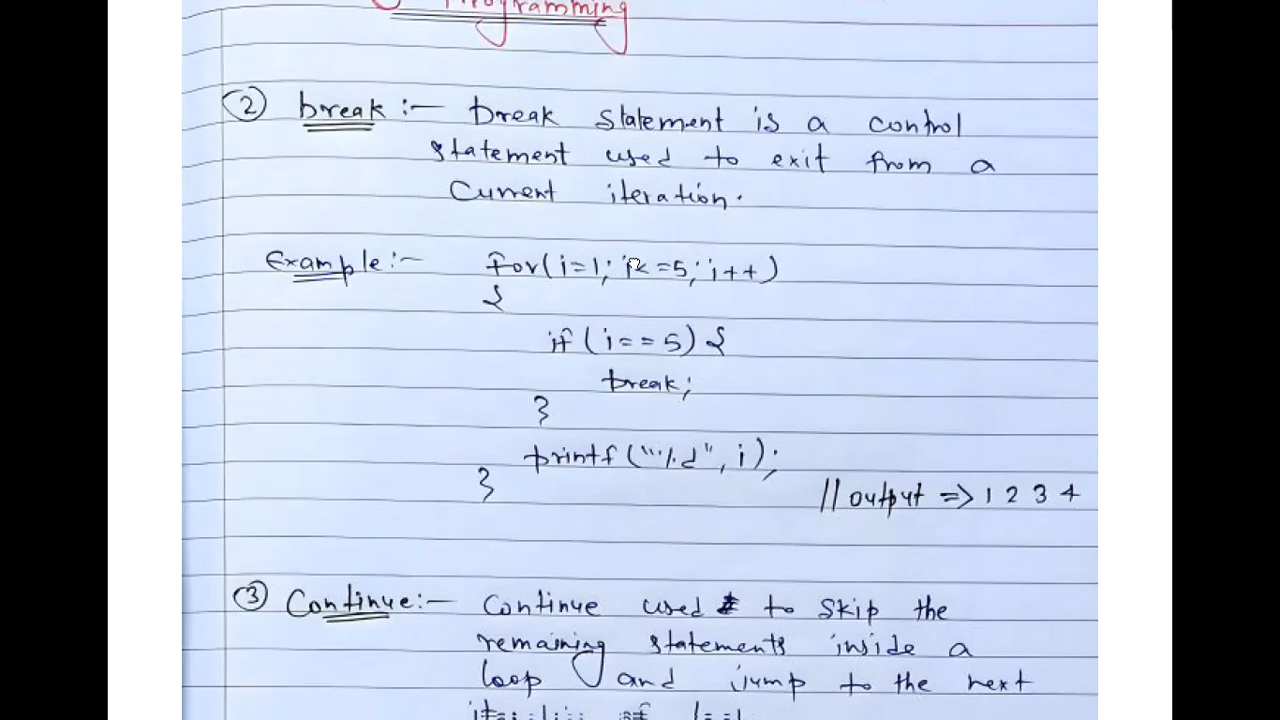 Programming
② break :- break statement is a control
statement used to exit from a
Current iteration.
Example:- for(i=1; i<=5; i++)
{
if (i==5) {
break;
}
printf("%d", i);
}
//output => 1 2 3 4
③ Continue:- Continue used to skip the
remaining statements inside a
loop and jump to the next